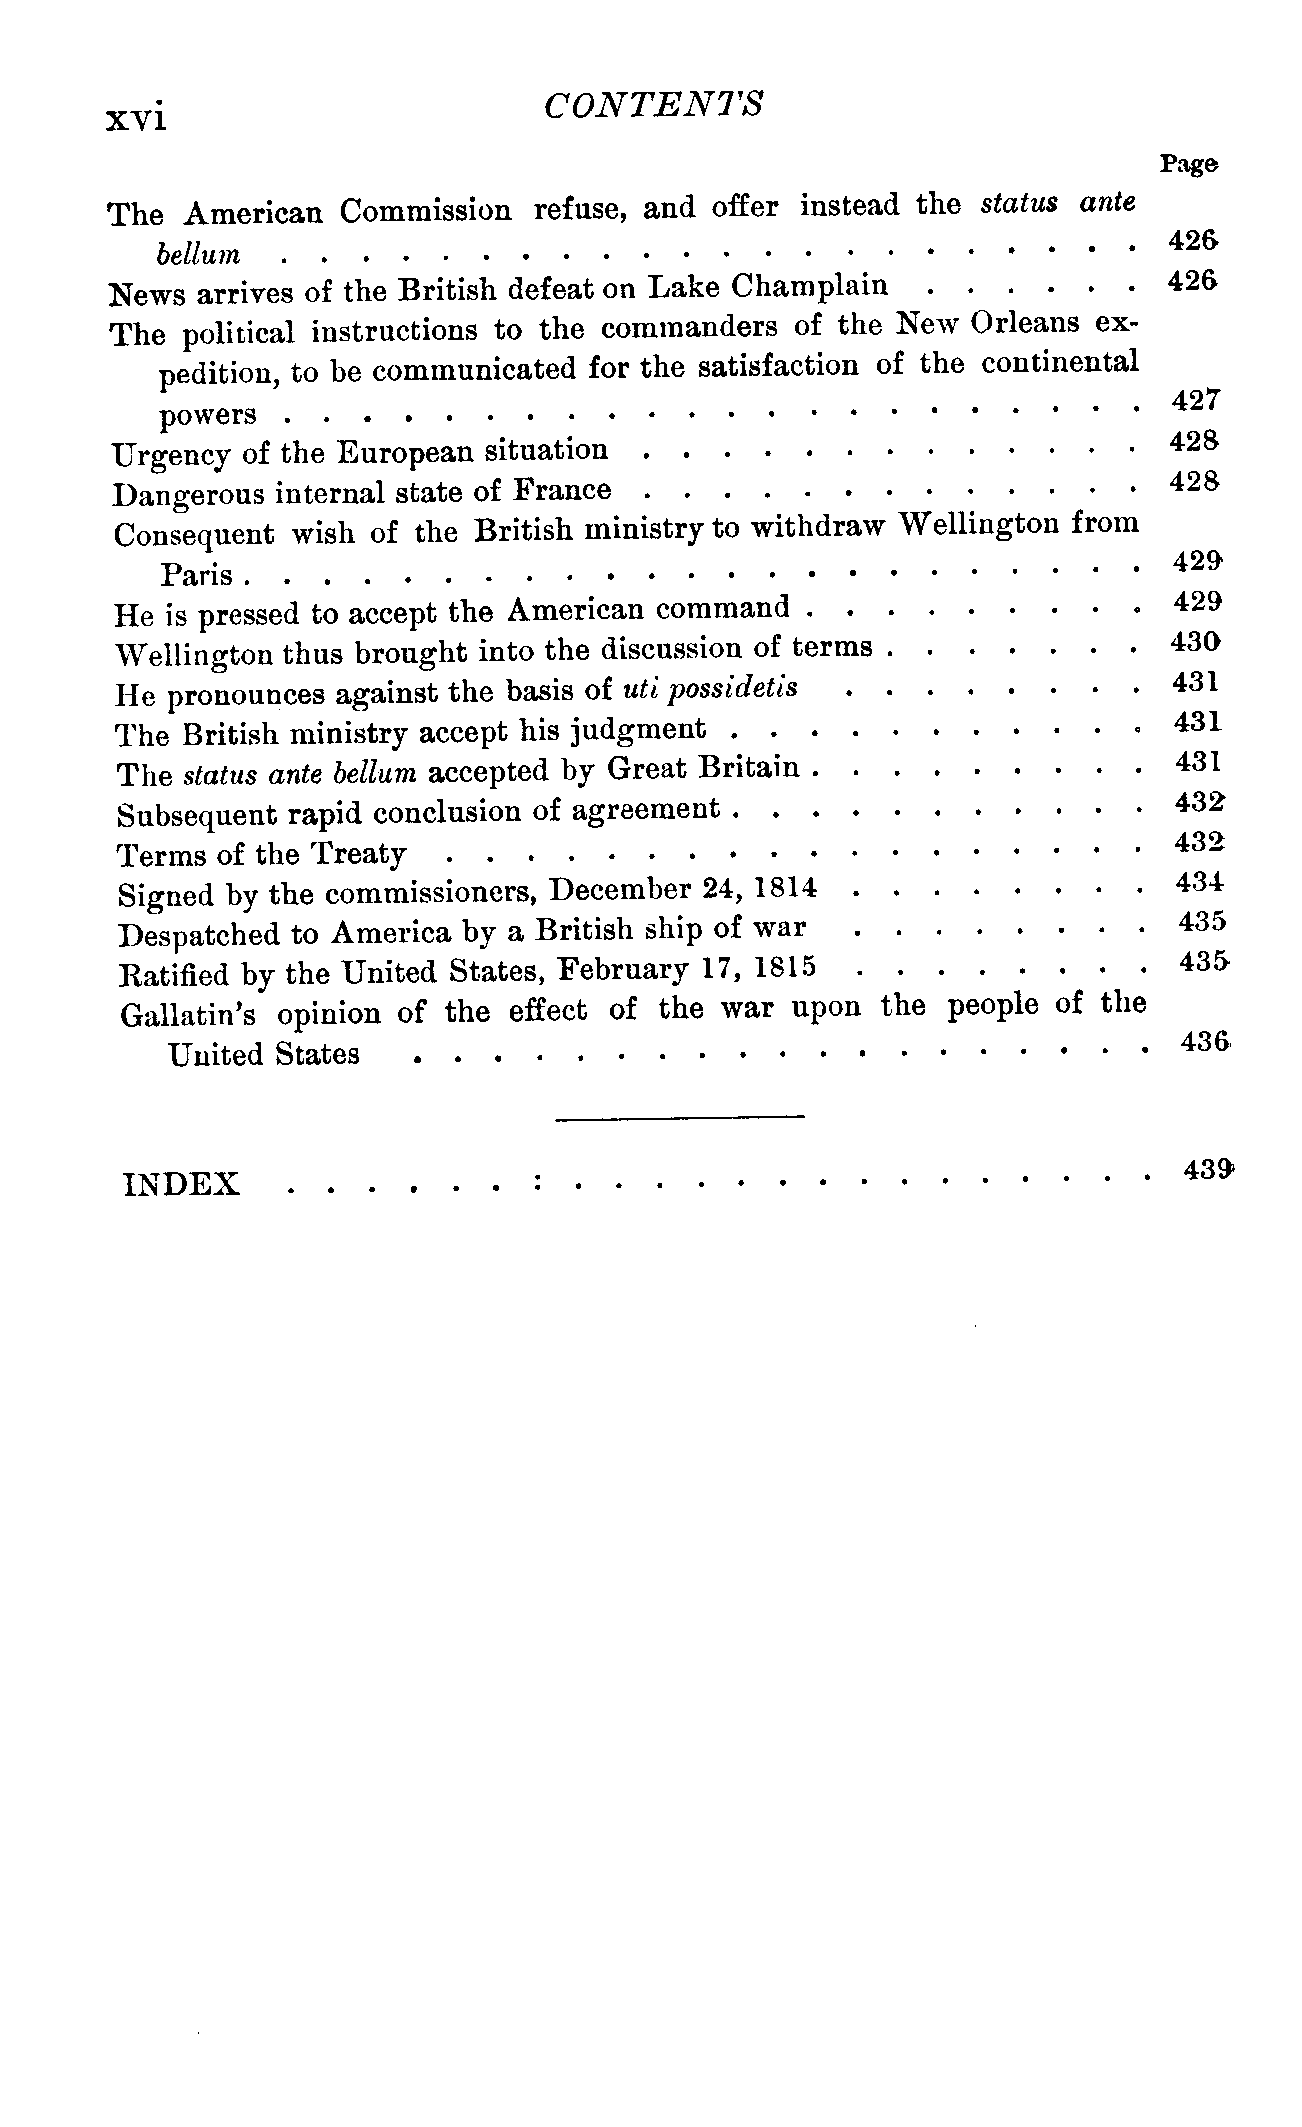 xvi CONTENTS
Page
The American Commission refuse, and offer instead the status ante
bellum . . . . . . . . . . . . . . . . . . . . . . 426
News arrives of the British defeat on Lake Champlain . . . . . . 426
The political instructions to the commanders of the New Orleans ex-
pedition, to be communicated for the satisfaction of the continental
powers . . . . . . . . . . . . . . . . . . . . . . 427
Urgency of the European situation . . . . . . . . . . . . . 428
Dangerous internal state of France . . . . . . . . . . . . . 428
Consequent wish of the British ministry to withdraw Wellington from
Paris . . . . . . . . . . . . . . . . . . . . . . . 429
He is pressed to accept the American command . . . . . . . . . 429
Wellington thus brought into the discussion of terms . . . . . . . 430
He pronounces against the basis of uti possidetis . . . . . . . . 431
The British ministry accept his judgment . . . . . . . . . . . 431
The status ante bellum accepted by Great Britain . . . . . . . . . 431
Subsequent rapid conclusion of agreement . . . . . . . . . . . 432
Terms of the Treaty . . . . . . . . . . . . . . . . . . 432
Signed by the commissioners, December 24, 1814 . . . . . . . . 434
Despatched to America by a British ship of war . . . . . . . . 435
Ratified by the United States, February 17, 1815 . . . . . . . . 435
Gallatin's opinion of the effect of the war upon the people of the
United States . . . . . . . . . . . . . . . . . . . 436
INDEX . . . . . . : . . . . . . . . . . . . . . . 439